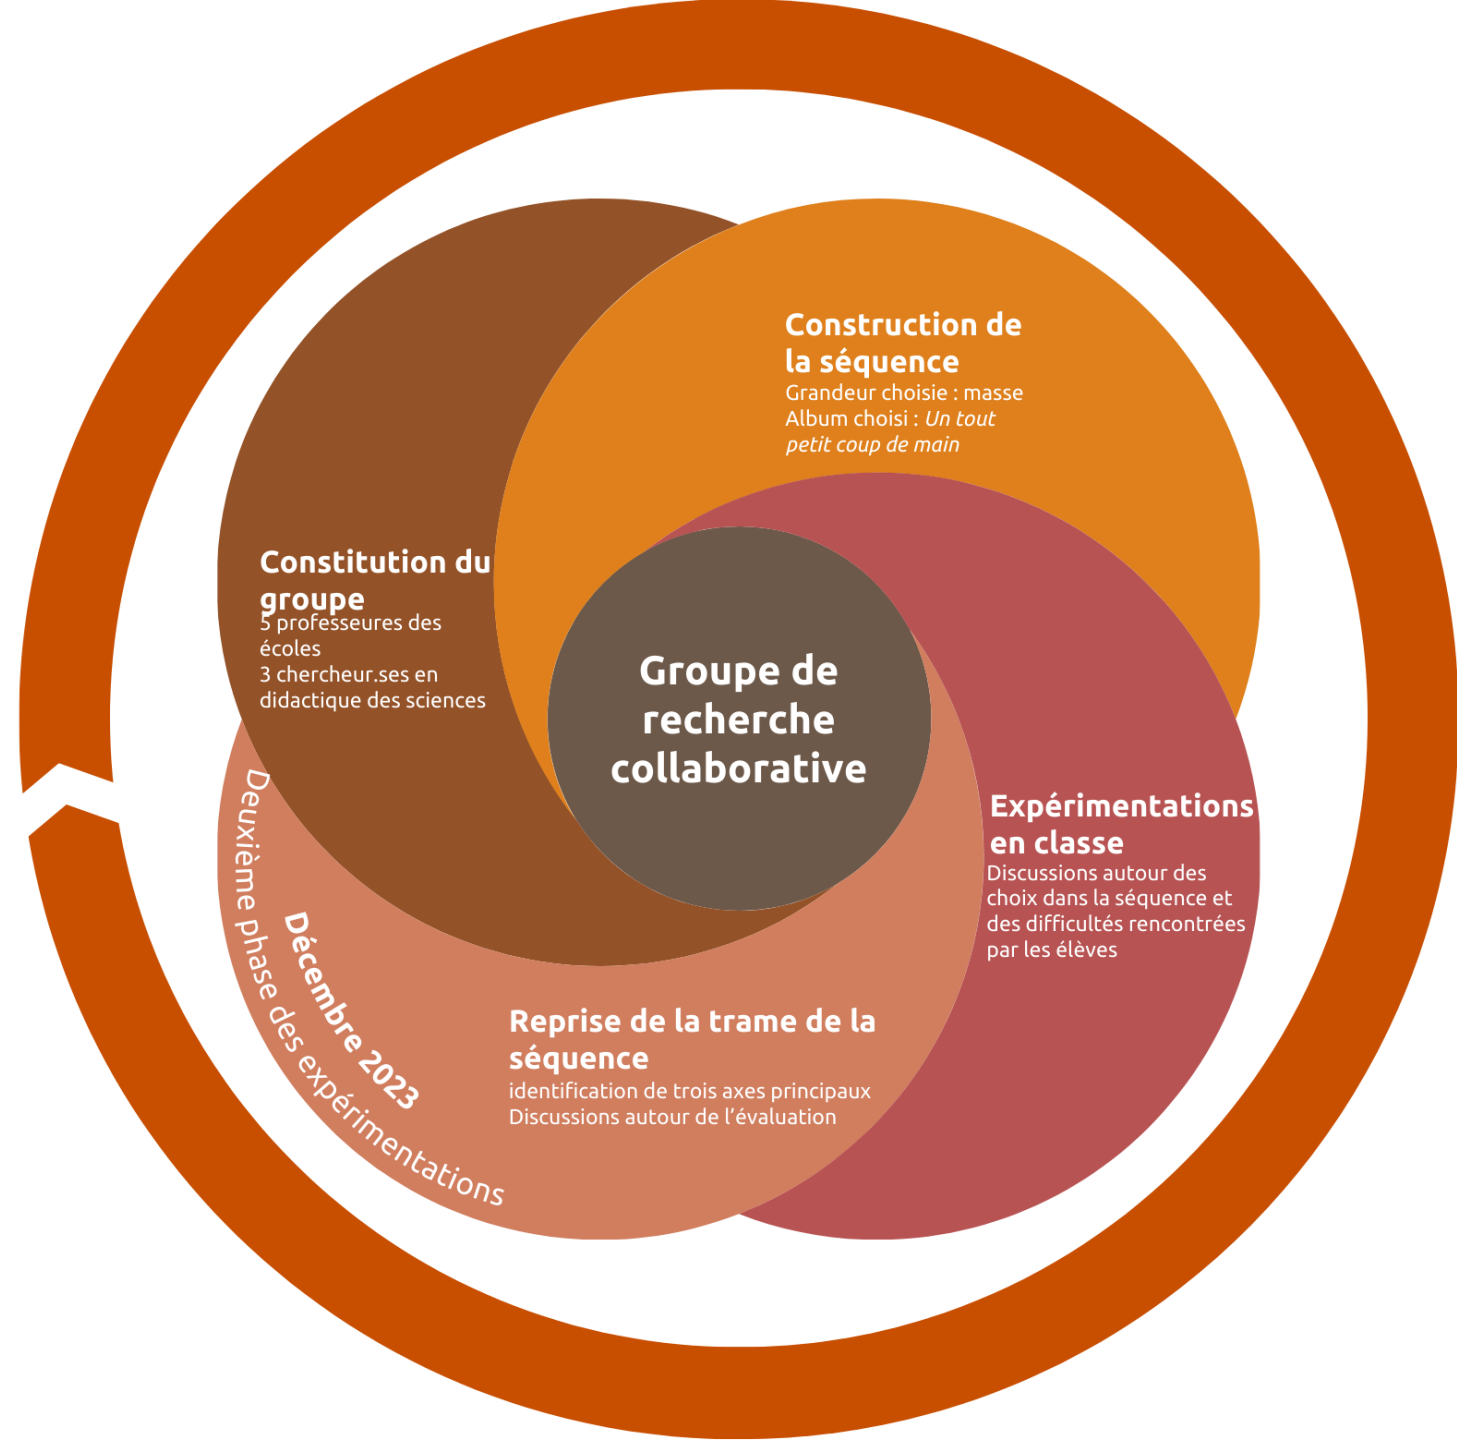 Construction de
la séquence
Grandeur choisie : masse
Album choisi : Un tout
petit coup de main
Constitution du
groupe
5 professeures des
écoles
3 chercheur.ses en
didactique des sciences
Groupe de
recherche
collaborative
Expérimentations
en classe
Discussions autour des
choix dans la séquence et
des difficultés rencontrées
par les élèves
Reprise de la trame de la
séquence
identification de trois axes principaux
Discussions autour de l’évaluation
Décembre 2023
Deuxième phase des expérimentations